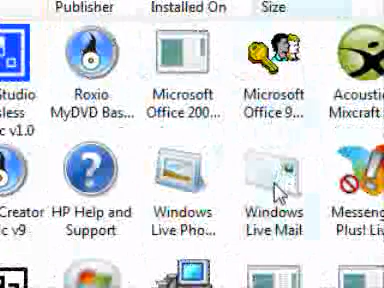 Publisher Installed On Size
Studio Roxio Microsoft Microsoft Acoustic
less MyDVD Bas... Office 200... Office 9... Mixcraft
c v1.0
Creator HP Help and Windows Windows Messeng
c v9 Support Live Pho... Live Mail Plus! Liv